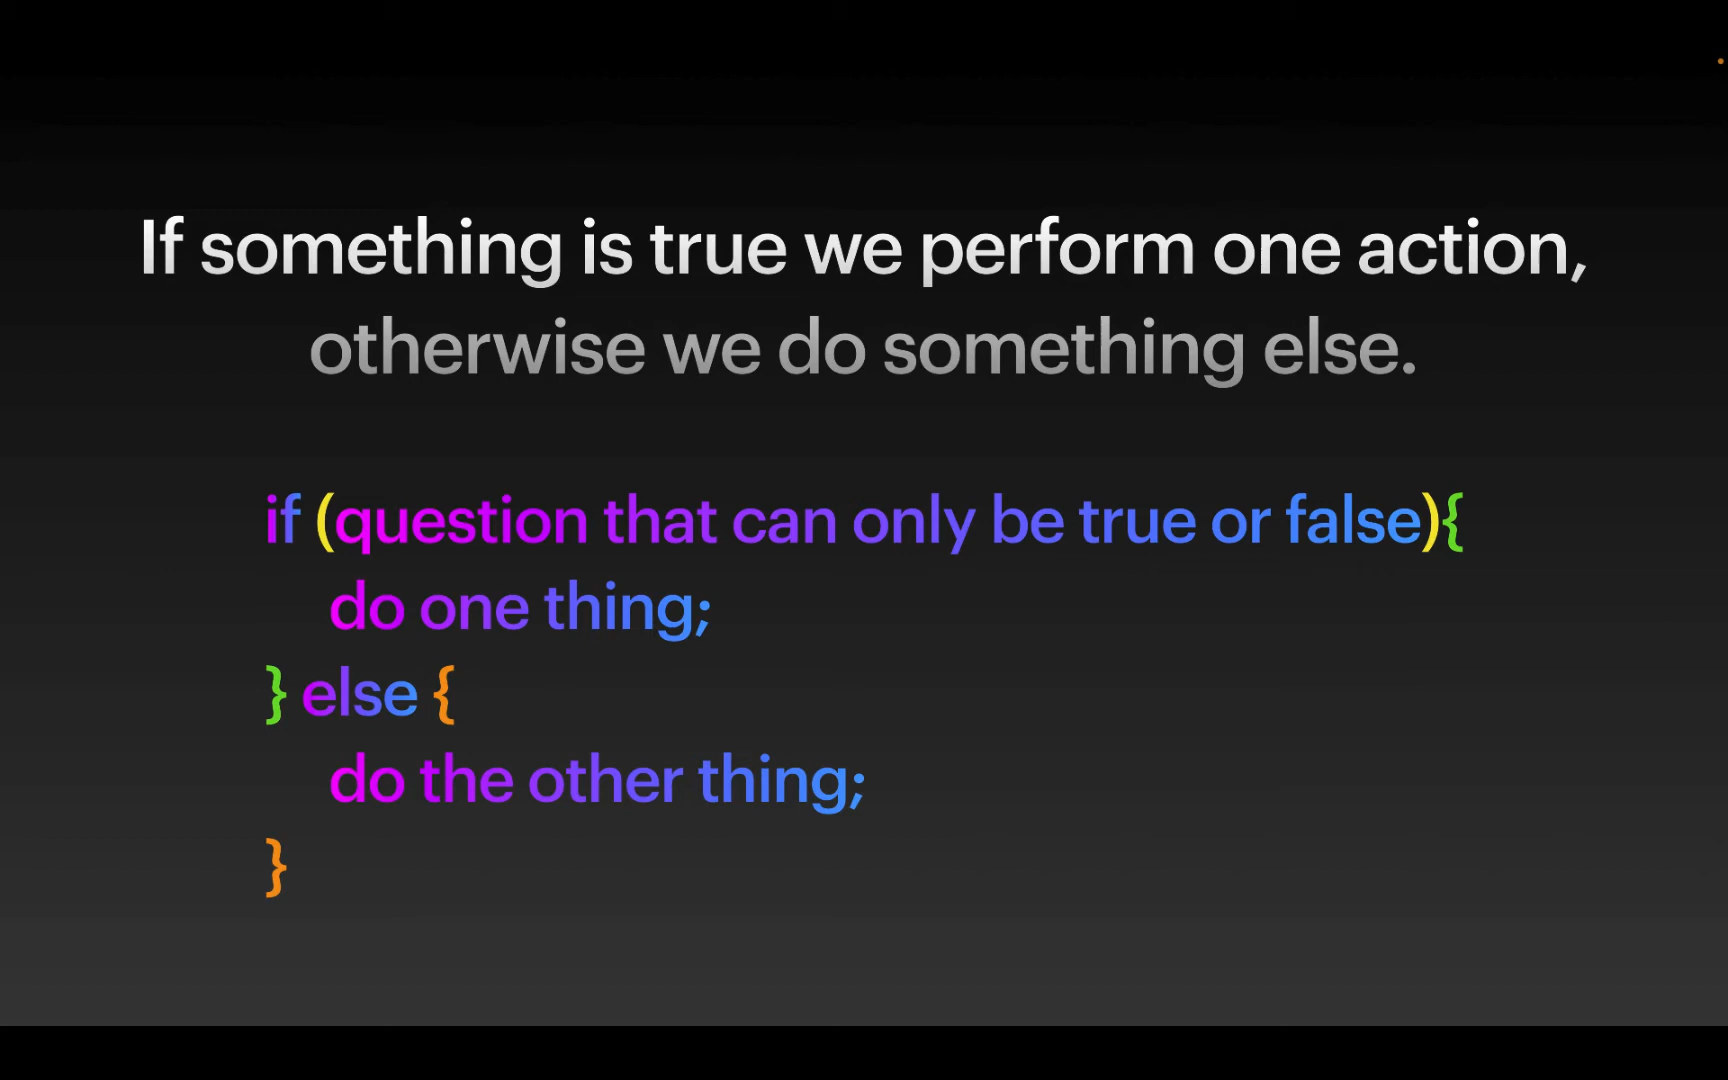 If something is true we perform one action,
otherwise we do something else.
if (question that can only be true or false){
do one thing;
} else {
do the other thing;
}